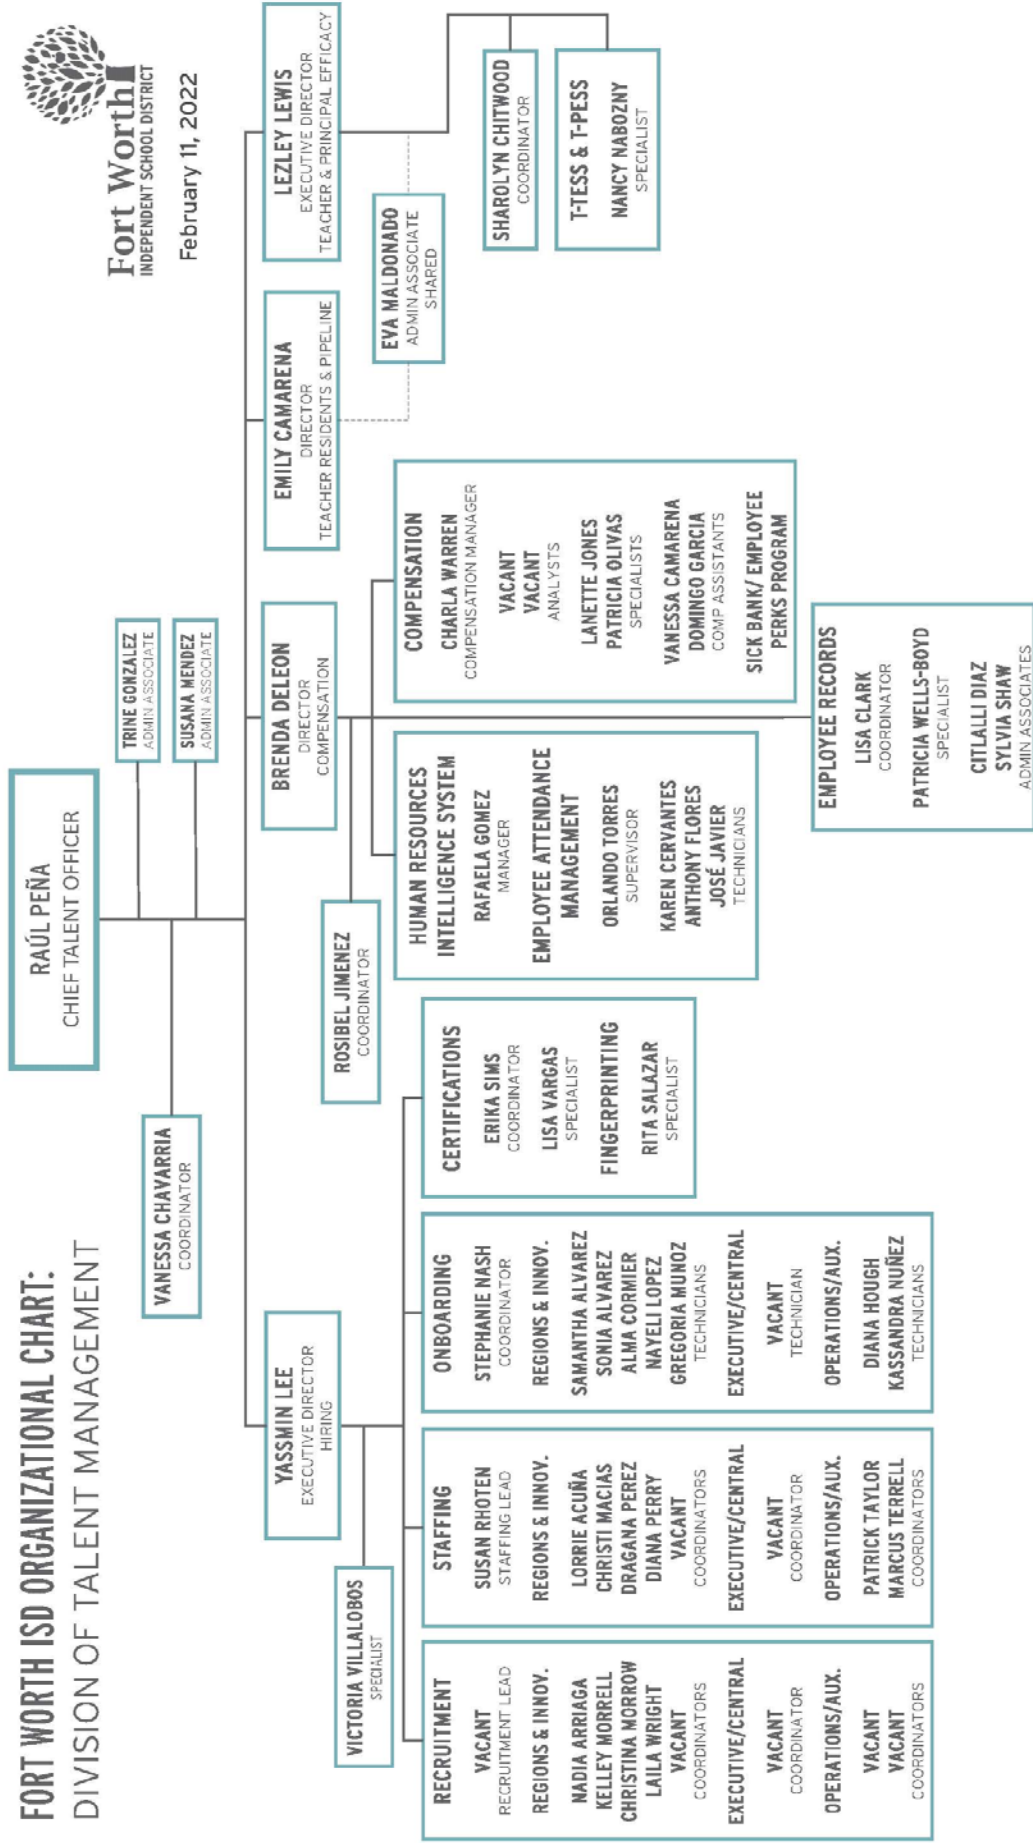 FORT WORTH ISD ORGANIZATIONAL CHART:
DIVISION OF TALENT MANAGEMENT
Fort Worth
INDEPENDENT SCHOOL DISTRICT
February 11, 2022
RAÚL PEÑA
CHIEF TALENT OFFICER
TRINE GONZALEZ
ADMIN ASSOCIATE
SUSANA MENDEZ
ADMIN ASSOCIATE
VANESSA CHAVARRIA
COORDINATOR
YASSMIN LEE
EXECUTIVE DIRECTOR
HIRING
BRENDA DELEON
DIRECTOR
COMPENSATION
EMILY CAMARENA
DIRECTOR
TEACHER RESIDENTS & PIPELINE
LEZLEY LEWIS
EXECUTIVE DIRECTOR
TEACHER & PRINCIPAL EFFICACY
VICTORIA VILLALOBOS
SPECIALIST
ROSIBEL JIMENEZ
COORDINATOR
EVA MALDONADO
ADMIN ASSOCIATE
SHARED
RECRUITMENT
VACANT
RECRUITMENT LEAD
REGIONS & INNOV.
NADIA ARRIAGA
KELLEY MORRELL
CHRISTINA MORROW
LAILA WRIGHT
VACANT
COORDINATORS
EXECUTIVE/CENTRAL
VACANT
COORDINATOR
OPERATIONS/AUX.
VACANT
VACANT
COORDINATORS
STAFFING
SUSAN RHOTEN
STAFFING LEAD
REGIONS & INNOV.
LORRIE ACUÑA
CHRISTI MACIAS
DRAGANA PEREZ
DIANA PERRY
VACANT
COORDINATORS
EXECUTIVE/CENTRAL
VACANT
COORDINATOR
OPERATIONS/AUX.
PATRICK TAYLOR
MARCUS TERRELL
COORDINATORS
ONBOARDING
STEPHANIE NASH
COORDINATOR
REGIONS & INNOV.
SAMANTHA ALVAREZ
SONIA ALVAREZ
ALMA CORMIER
NAYELI LOPEZ
GREGORIA MUNOZ
TECHNICIANS
EXECUTIVE/CENTRAL
VACANT
TECHNICIAN
OPERATIONS/AUX.
DIANA HOUGH
KASSANDRA NUÑEZ
TECHNICIANS
CERTIFICATIONS
ERIKA SIMS
COORDINATOR
LISA VARGAS
SPECIALIST
FINGERPRINTING
RITA SALAZAR
SPECIALIST
HUMAN RESOURCES
INTELLIGENCE SYSTEM
RAFAELA GOMEZ
MANAGER
EMPLOYEE ATTENDANCE
MANAGEMENT
ORLANDO TORRES
SUPERVISOR
KAREN CERVANTES
ANTHONY FLORES
JOSÉ JAVIER
TECHNICIANS
COMPENSATION
CHARLA WARREN
COMPENSATION MANAGER
VACANT
VACANT
ANALYSTS
LANETTE JONES
PATRICIA OLIVAS
SPECIALISTS
VANESSA CAMARENA
DOMINGO GARCIA
COMP ASSISTANTS
SICK BANK/ EMPLOYEE
PERKS PROGRAM
EMPLOYEE RECORDS
LISA CLARK
COORDINATOR
PATRICIA WELLS-BOYD
SPECIALIST
CITLALLI DIAZ
SYLVIA SHAW
ADMIN ASSOCIATES
SHAROLYN CHITWOOD
COORDINATOR
T-TESS & T-PESS
NANCY NABOZNY
SPECIALIST